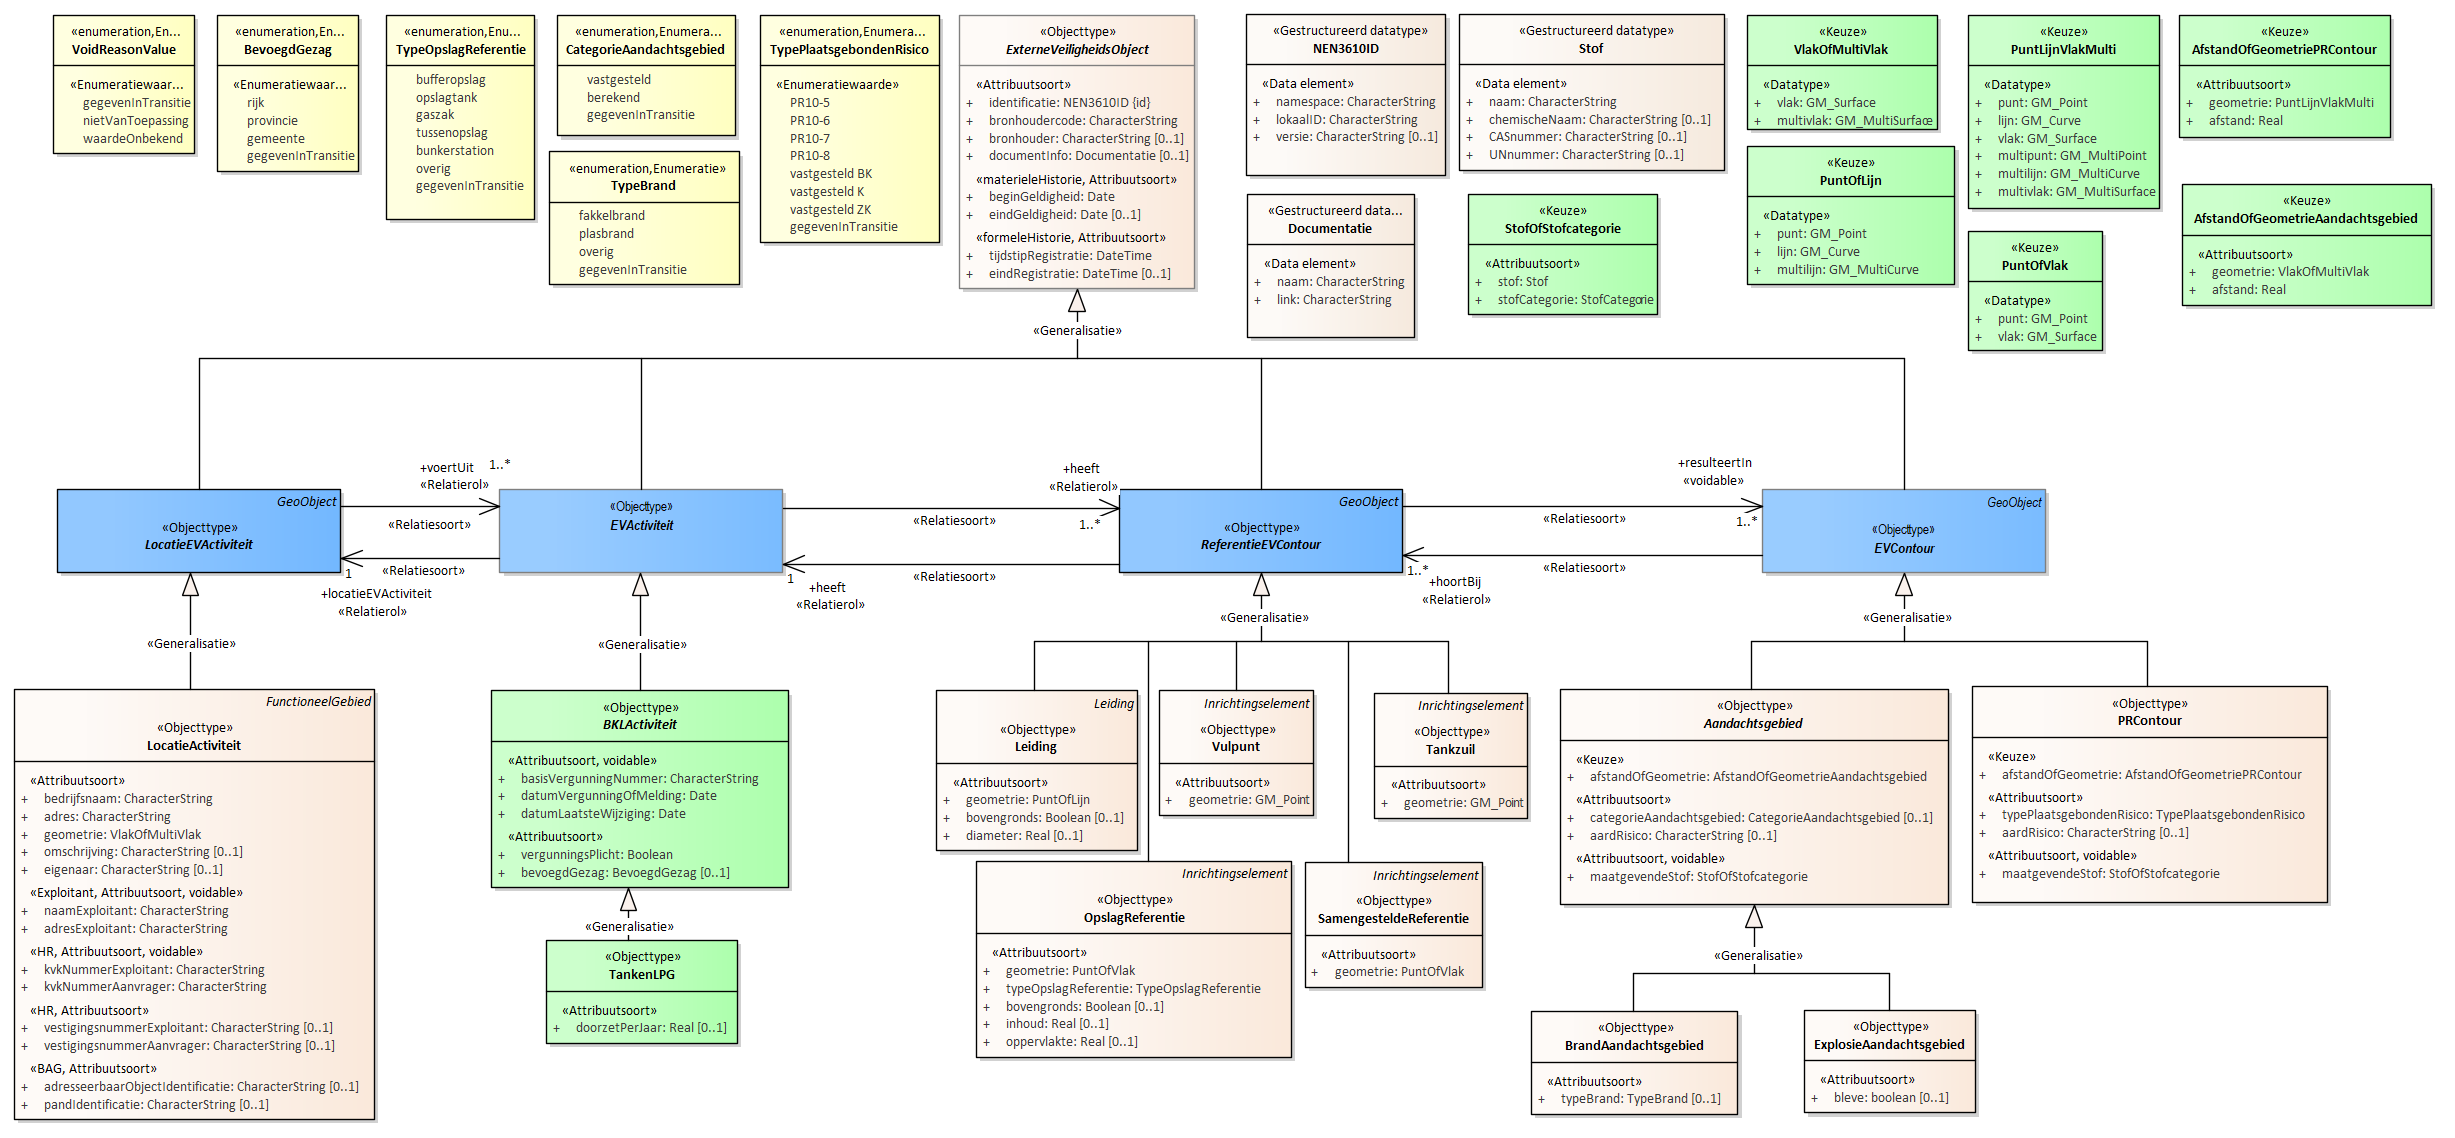 «enumeration,En...
VoidReasonValue
«Enumeratiewaar...
gegevenInTransitie
nietVanToepassing
waardeOnbekend
«enumeration,En...
BevoegdGezag
«Enumeratiewaar...
rijk
provincie
gemeente
gegevenInTransitie
«enumeration,Enu...
TypeOpslagReferentie
bufferopslag
opslagtank
gaszak
tussenopslag
bunkerstation
overig
gegevenInTransitie
«enumeration,Enumera...
CategorieAandachtsgebied
vastgesteld
berekend
gegevenInTransitie
«enumeration,Enumeratie»
TypeBrand
fakkelbrand
plasbrand
overig
gegevenInTransitie
«enumeration,Enumera...
TypePlaatsgebondenRisico
«Enumeratiewaarde»
PR10-5
PR10-6
PR10-7
PR10-8
vastgesteld BK
vastgesteld K
vastgesteld ZK
gegevenInTransitie
«Objecttype»
ExterneVeiligheidsObject
«Attribuutsoort»
+ identificatie: NEN3610ID {id}
+ bronhoudercode: CharacterString
+ bronhouder: CharacterString [0..1]
+ documentInfo: Documentatie [0..1]
«materieleHistorie, Attribuutsoort»
+ beginGeldigheid: Date
+ eindGeldigheid: Date [0..1]
«formeleHistorie, Attribuutsoort»
+ tijdstipRegistratie: DateTime
+ eindRegistratie: DateTime [0..1]
«Gestructureerd datatype»
NEN3610ID
«Data element»
+ namespace: CharacterString
+ lokaalID: CharacterString
+ versie: CharacterString [0..1]
«Gestructureerd data...
Documentatie
«Data element»
+ naam: CharacterString
+ link: CharacterString
«Gestructureerd datatype»
Stof
«Data element»
+ naam: CharacterString
+ chemischeNaam: CharacterString [0..1]
+ CASnummer: CharacterString [0..1]
+ UNnummer: CharacterString [0..1]
«Keuze»
StofOfStofcategorie
«Attribuutsoort»
+ stof: Stof
+ stofCategorie: StofCategorie
«Keuze»
VlakOfMultiVlak
«Datatype»
+ vlak: GM_Surface
+ multivlak: GM_MultiSurface
«Keuze»
PuntOfLijn
«Datatype»
+ punt: GM_Point
+ lijn: GM_Curve
+ multilijn: GM_MultiCurve
«Keuze»
PuntLijnVlakMulti
«Datatype»
+ punt: GM_Point
+ lijn: GM_Curve
+ vlak: GM_Surface
+ multipunt: GM_MultiPoint
+ multilijn: GM_MultiCurve
+ multivlak: GM_MultiSurface
«Keuze»
PuntOfVlak
«Datatype»
+ punt: GM_Point
+ vlak: GM_Surface
«Keuze»
AfstandOfGeometriePRContour
«Attribuutsoort»
+ geometrie: PuntLijnVlakMulti
+ afstand: Real
«Keuze»
AfstandOfGeometrieAandachtsgebied
«Attribuutsoort»
+ geometrie: VlakOfMultiVlak
+ afstand: Real
«Generalisatie»
GeoObject
«Objecttype»
LocatieEVActiviteit
+voertUit
1..*
«Relatierol»
«Relatiesoort»
«Relatiesoort»
1
+locatieEVActiviteit
«Relatierol»
«Objecttype»
EVActiviteit
+heeft
«Relatierol»
«Relatiesoort»
1..*
«Relatiesoort»
1
+heeft
«Relatierol»
GeoObject
«Objecttype»
ReferentieEVContour
+resulteertIn
«voidable»
«Relatiesoort»
1..*
«Relatiesoort»
1..*
+hoortBij
«Relatierol»
GeoObject
«Objecttype»
EVContour
«Generalisatie»
«Generalisatie»
«Generalisatie»
«Generalisatie»
FunctioneelGebied
«Objecttype»
LocatieActiviteit
«Attribuutsoort»
+ bedrijfsnaam: CharacterString
+ adres: CharacterString
+ geometrie: VlakOfMultiVlak
+ omschrijving: CharacterString [0..1]
+ eigenaar: CharacterString [0..1]
«Exploitant, Attribuutsoort, voidable»
+ naamExploitant: CharacterString
+ adresExploitant: CharacterString
«HR, Attribuutsoort, voidable»
+ kvkNummerExploitant: CharacterString
+ kvkNummerAanvrager: CharacterString
«HR, Attribuutsoort»
+ vestigingsnummerExploitant: CharacterString [0..1]
+ vestigingsnummerAanvrager: CharacterString [0..1]
«BAG, Attribuutsoort»
+ adresseerbaarObjectIdentificatie: CharacterString [0..1]
+ pandIdentificatie: CharacterString [0..1]
«Objecttype»
BKLActiviteit
«Attribuutsoort, voidable»
+ basisVergunningNummer: CharacterString
+ datumVergunningOfMelding: Date
+ datumLaatsteWijziging: Date
«Attribuutsoort»
+ vergunningsPlicht: Boolean
+ bevoegdGezag: BevoegdGezag [0..1]
«Generalisatie»
«Objecttype»
TankenLPG
«Attribuutsoort»
+ doorzetPerJaar: Real [0..1]
Leiding
«Objecttype»
Leiding
«Attribuutsoort»
+ geometrie: PuntOfLijn
+ bovengronds: Boolean [0..1]
+ diameter: Real [0..1]
Inrichtingselement
«Objecttype»
Vulpunt
«Attribuutsoort»
+ geometrie: GM_Point
Inrichtingselement
«Objecttype»
Tankzuil
«Attribuutsoort»
+ geometrie: GM_Point
Inrichtingselement
«Objecttype»
OpslagReferentie
«Attribuutsoort»
+ geometrie: PuntOfVlak
+ typeOpslagReferentie: TypeOpslagReferentie
+ bovengronds: Boolean [0..1]
+ inhoud: Real [0..1]
+ oppervlakte: Real [0..1]
Inrichtingselement
«Objecttype»
SamengesteldeReferentie
«Attribuutsoort»
+ geometrie: PuntOfVlak
«Objecttype»
Aandachtsgebied
«Keuze»
+ afstandOfGeometrie: AfstandOfGeometrieAandachtsgebied
«Attribuutsoort»
+ categorieAandachtsgebied: CategorieAandachtsgebied [0..1]
+ aardRisico: CharacterString [0..1]
«Attribuutsoort, voidable»
+ maatgevendeStof: StofOfStofcategorie
«Objecttype»
PRContour
«Keuze»
+ afstandOfGeometrie: AfstandOfGeometriePRContour
«Attribuutsoort»
+ typePlaatsgebondenRisico: TypePlaatsgebondenRisico
+ aardRisico: CharacterString [0..1]
«Attribuutsoort, voidable»
+ maatgevendeStof: StofOfStofcategorie
«Generalisatie»
«Objecttype»
BrandAandachtsgebied
«Attribuutsoort»
+ typeBrand: TypeBrand [0..1]
«Objecttype»
ExplosieAandachtsgebied
«Attribuutsoort»
+ bleve: boolean [0..1]